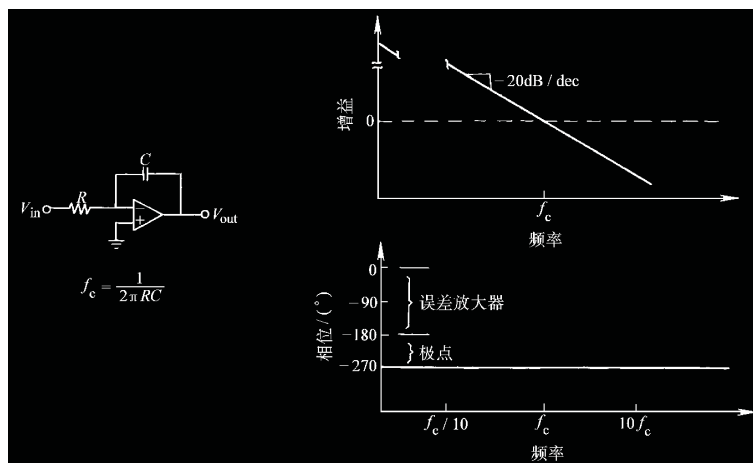 C
R
V_in
−
+
V_out
f_c = 1 / 2πRC
增益
0
−20dB / dec
f_c
频率
相位/(°)
0
−90
−180
−270
误差放大器
极点
f_c / 10
f_c
10f_c
频率